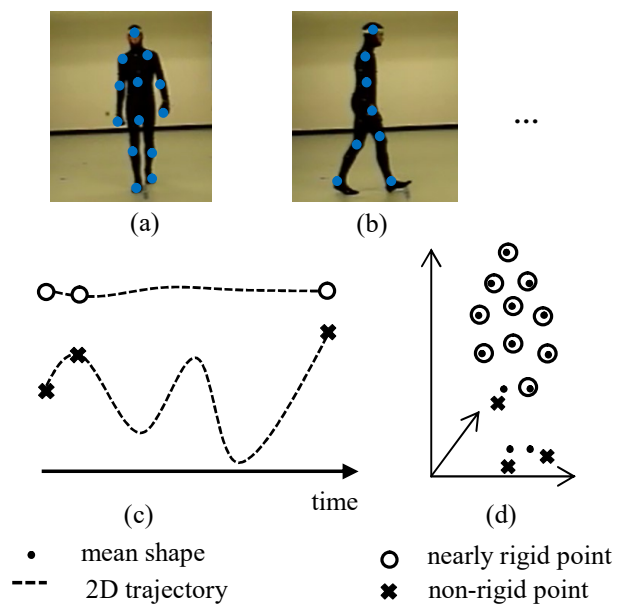 ...
(a)
(b)
time
(c)
(d)
mean shape
nearly rigid point
2D trajectory
non-rigid point